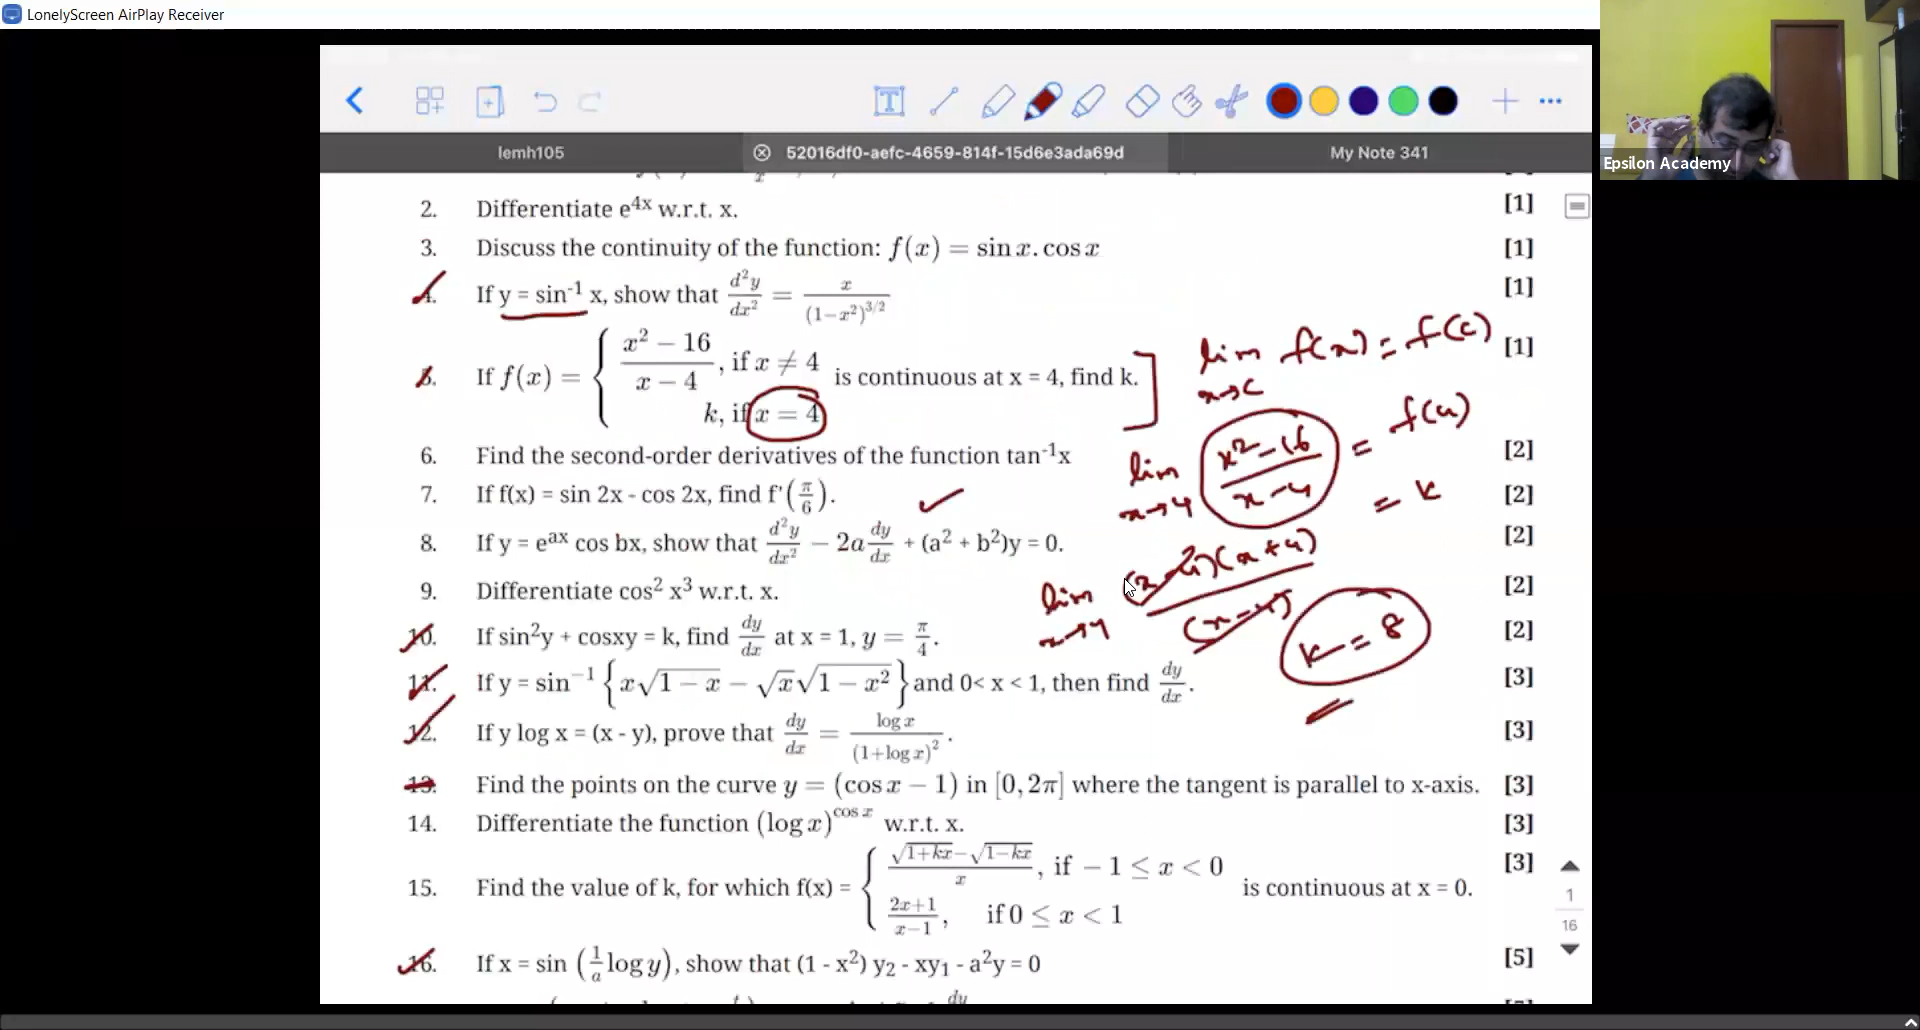 LonelyScreen AirPlay Receiver
Epsilon Academy
lemh105
52016df0-aefc-4659-814f-15d6e3ada69d
My Note 341
2. Differentiate e^4x w.r.t. x. [1]
3. Discuss the continuity of the function: f(x) = sin x. cos x [1]
4. If y = sin^-1 x, show that d²y/dx² = x/(1−x²)^3/2 [1]
5. If f(x) = { (x² − 16)/(x − 4), if x ≠ 4
k, if x = 4
is continuous at x = 4, find k. [1]
lim x→c f(x) = f(c)
lim x→4 (x²−16)/(x−4) = f(4)
= k
lim x→4 (x−4)(x+4)/(x−4)
k = 8
6. Find the second-order derivatives of the function tan^-1x [2]
7. If f(x) = sin 2x - cos 2x, find f'(π/6). [2]
8. If y = e^ax cos bx, show that d²y/dx² − 2a dy/dx + (a² + b²)y = 0. [2]
9. Differentiate cos² x³ w.r.t. x. [2]
10. If sin²y + cosxy = k, find dy/dx at x = 1, y = π/4. [2]
11. If y = sin^−1 {x√(1 − x) − √x√(1 − x²)} and 0< x < 1, then find dy/dx. [3]
12. If y log x = (x - y), prove that dy/dx = log x/(1+log x)². [3]
13. Find the points on the curve y = (cos x − 1) in [0, 2π] where the tangent is parallel to x-axis. [3]
14. Differentiate the function (log x)^cos x w.r.t. x. [3]
15. Find the value of k, for which f(x) = { (√(1+kx)−√(1−kx))/x, if − 1 ≤ x < 0
(2x+1)/(x−1), if 0 ≤ x < 1
is continuous at x = 0. [3]
16. If x = sin (1/a log y), show that (1 - x²) y₂ - xy₁ - a²y = 0 [5]
1
16